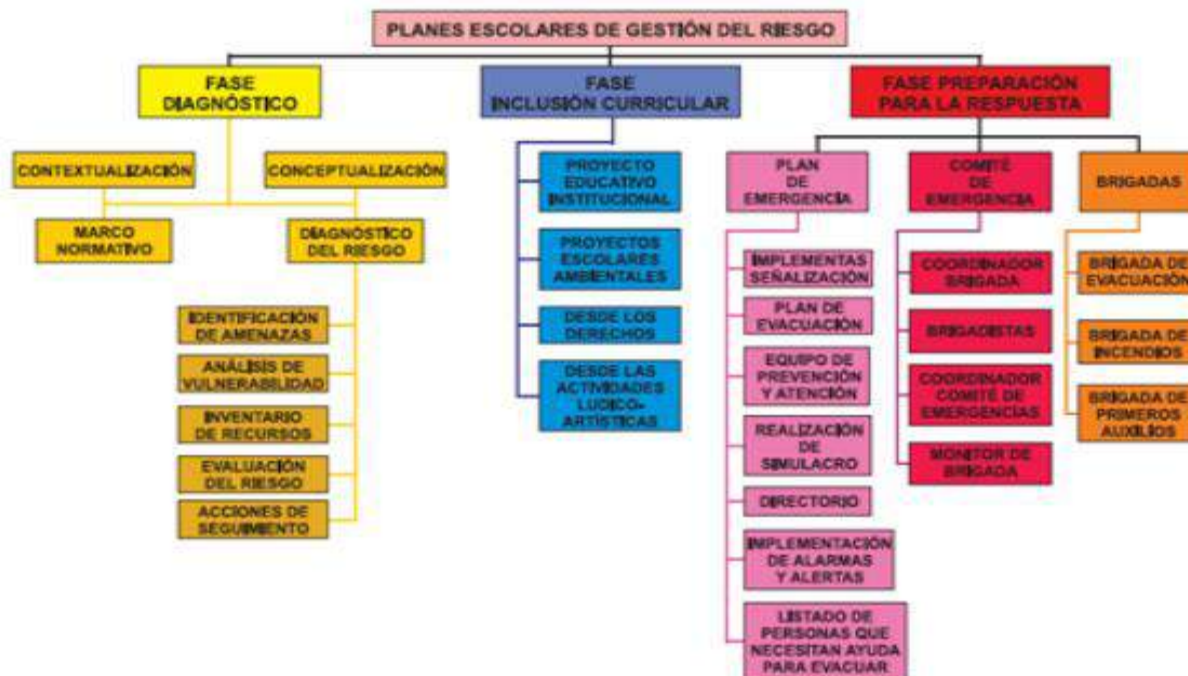 PLANES ESCOLARES DE GESTIÓN DEL RIESGO
FASE
DIAGNÓSTICO
CONTEXTUALIZACIÓN
CONCEPTUALIZACIÓN
MARCO
NORMATIVO
DIAGNÓSTICO
DEL RIESGO
IDENTIFICACIÓN
DE AMENAZAS
ANÁLISIS DE
VULNERABILIDAD
INVENTARIO
DE RECURSOS
EVALUACIÓN
DEL RIESGO
ACCIONES DE
SEGUIMIENTO
FASE
INCLUSIÓN CURRICULAR
PROYECTO
EDUCATIVO
INSTITUCIONAL
PROYECTOS
ESCOLARES
AMBIENTALES
DESDE LOS
DERECHOS
DESDE LAS
ACTIVIDADES
LUDICO-
ARTÍSTICAS
FASE PREPARACIÓN
PARA LA RESPUESTA
PLAN
DE
EMERGENCIA
IMPLEMENTAS
SEÑALIZACIÓN
PLAN DE
EVACUACIÓN
EQUIPO DE
PREVENCIÓN
Y ATENCIÓN
REALIZACIÓN
DE
SIMULACRO
DIRECTORIO
IMPLEMENTACIÓN
DE ALARMAS
Y ALERTAS
LISTADO DE
PERSONAS QUE
NECESITAN AYUDA
PARA EVACUAR
COMITÉ
DE
EMERGENCIA
COORDINADOR
BRIGADA
BRIGADISTAS
COORDINADOR
COMITÉ DE
EMERGENCÍAS
MONITOR DE
BRIGADA
BRIGADAS
BRIGADA DE
EVACUACIÓN
BRIGADA DE
INCENDIOS
BRIGADA DE
PRIMEROS
AUXILIOS